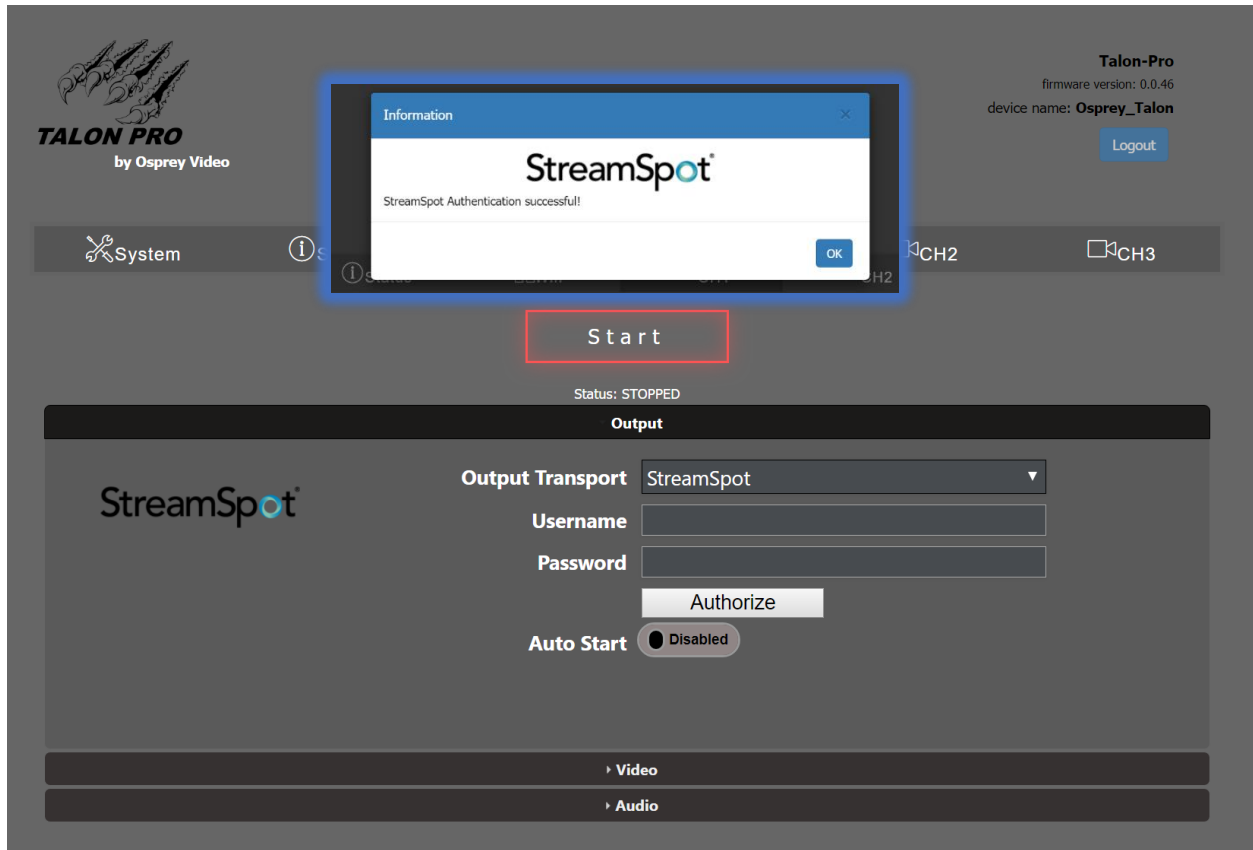 TALON PRO
by Osprey Video
Talon-Pro
firmware version: 0.0.46
device name: Osprey_Talon
Logout
Information
×
StreamSpot
StreamSpot Authentication successful!
OK
System
CH2
CH3
Status
CH2
Start
Status: STOPPED
Output
StreamSpot
Output Transport StreamSpot
Username
Password
Authorize
Auto Start Disabled
Video
Audio